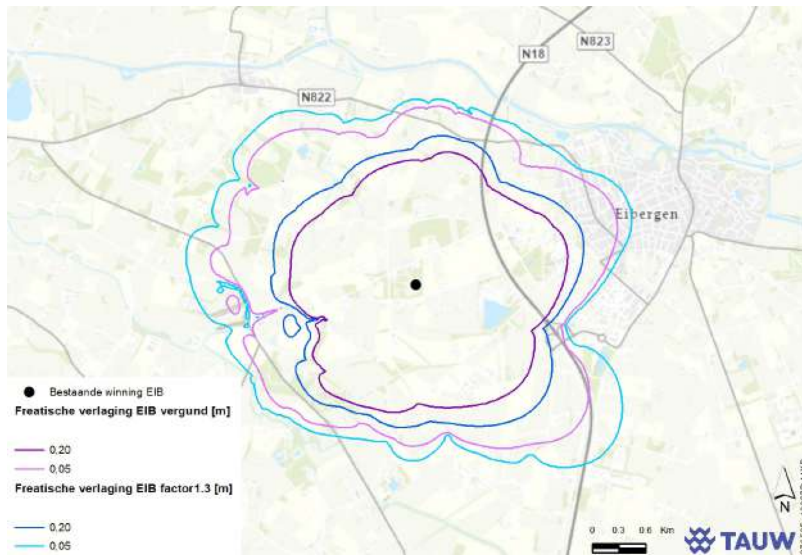 N823
N18
N822
Eibergen
Bestaande winning EIB
Freatische verlaging EIB vergund [m]
0,20
0,05
Freatische verlaging EIB factor1.3 [m]
0,20
0,05
N
0 0.3 0.6 Km
TAUW